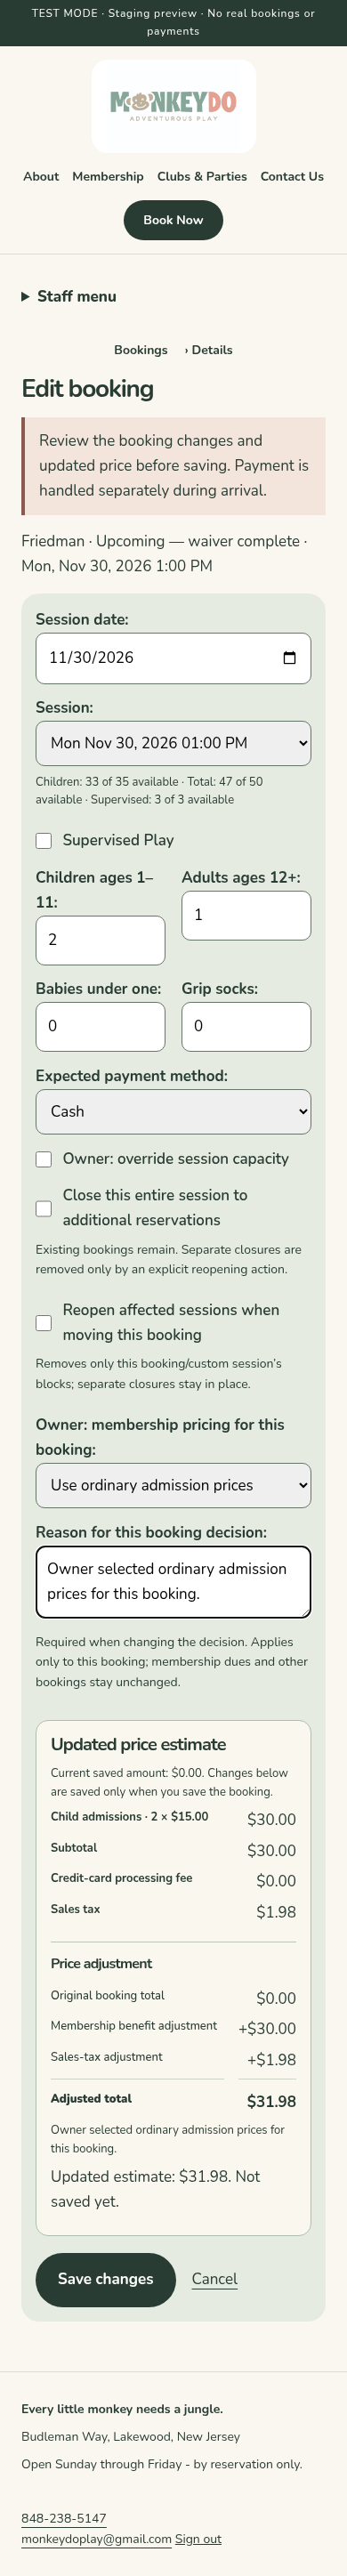 TEST MODE · Staging preview · No real bookings or
payments
MONKEYDO
ADVENTUROUS PLAY
About Membership Clubs & Parties Contact Us
Book Now
Staff menu
Bookings › Details
Edit booking
Review the booking changes and
updated price before saving. Payment is
handled separately during arrival.
Friedman · Upcoming — waiver complete ·
Mon, Nov 30, 2026 1:00 PM
Session date:
11/30/2026
Session:
Mon Nov 30, 2026 01:00 PM
Children: 33 of 35 available · Total: 47 of 50
available · Supervised: 3 of 3 available
Supervised Play
Children ages 1–
11:
2
Adults ages 12+:
1
Babies under one:
0
Grip socks:
0
Expected payment method:
Cash
Owner: override session capacity
Close this entire session to
additional reservations
Existing bookings remain. Separate closures are
removed only by an explicit reopening action.
Reopen affected sessions when
moving this booking
Removes only this booking/custom session's
blocks; separate closures stay in place.
Owner: membership pricing for this
booking:
Use ordinary admission prices
Reason for this booking decision:
Owner selected ordinary admission
prices for this booking.
Required when changing the decision. Applies
only to this booking; membership dues and other
bookings stay unchanged.
Updated price estimate
Current saved amount: $0.00. Changes below
are saved only when you save the booking.
Child admissions · 2 × $15.00 $30.00
Subtotal $30.00
Credit-card processing fee $0.00
Sales tax $1.98
Price adjustment
Original booking total $0.00
Membership benefit adjustment +$30.00
Sales-tax adjustment +$1.98
Adjusted total $31.98
Owner selected ordinary admission prices for
this booking.
Updated estimate: $31.98. Not
saved yet.
Save changes Cancel
Every little monkey needs a jungle.
Budleman Way, Lakewood, New Jersey
Open Sunday through Friday - by reservation only.
848-238-5147
monkeydoplay@gmail.com Sign out